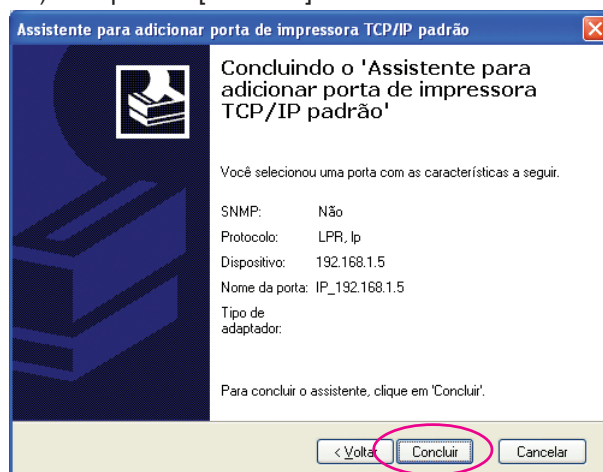 Assistente para adicionar porta de impressora TCP/IP padrão
Concluindo o 'Assistente para
adicionar porta de impressora
TCP/IP padrão'
Você selecionou uma porta com as características a seguir.
SNMP: Não
Protocolo: LPR, lp
Dispositivo: 192.168.1.5
Nome da porta: IP_192.168.1.5
Tipo de
adaptador:
Para concluir o assistente, clique em 'Concluir'.
< Voltar Concluir Cancelar